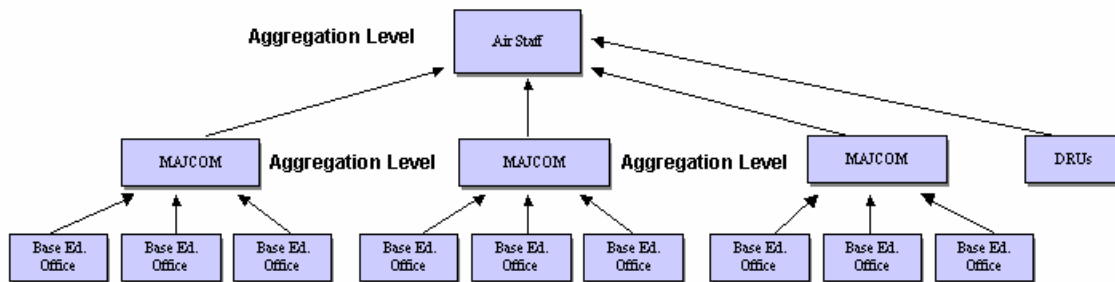 Aggregation Level
Air Staff
MAJCOM
Aggregation Level
MAJCOM
Aggregation Level
MAJCOM
DRUs
Base Ed.
Office
Base Ed.
Office
Base Ed.
Office
Base Ed.
Office
Base Ed.
Office
Base Ed.
Office
Base Ed.
Office
Base Ed.
Office
Base Ed.
Office